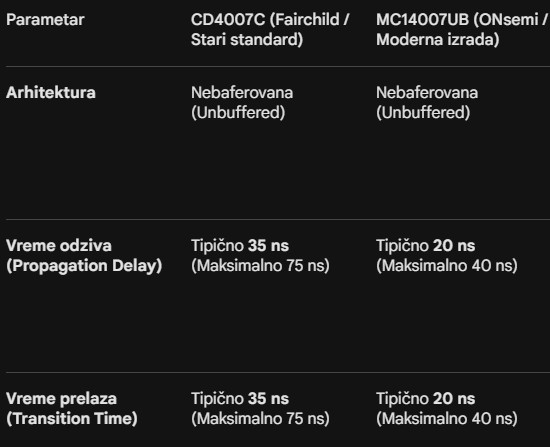 Parametar
CD4007C (Fairchild /
Stari standard)
MC14007UB (ONsemi /
Moderna izrada)
Arhitektura
Nebaferovana
(Unbuffered)
Nebaferovana
(Unbuffered)
Vreme odziva
(Propagation Delay)
Tipično 35 ns
(Maksimalno 75 ns)
Tipično 20 ns
(Maksimalno 40 ns)
Vreme prelaza
(Transition Time)
Tipično 35 ns
(Maksimalno 75 ns)
Tipično 20 ns
(Maksimalno 40 ns)